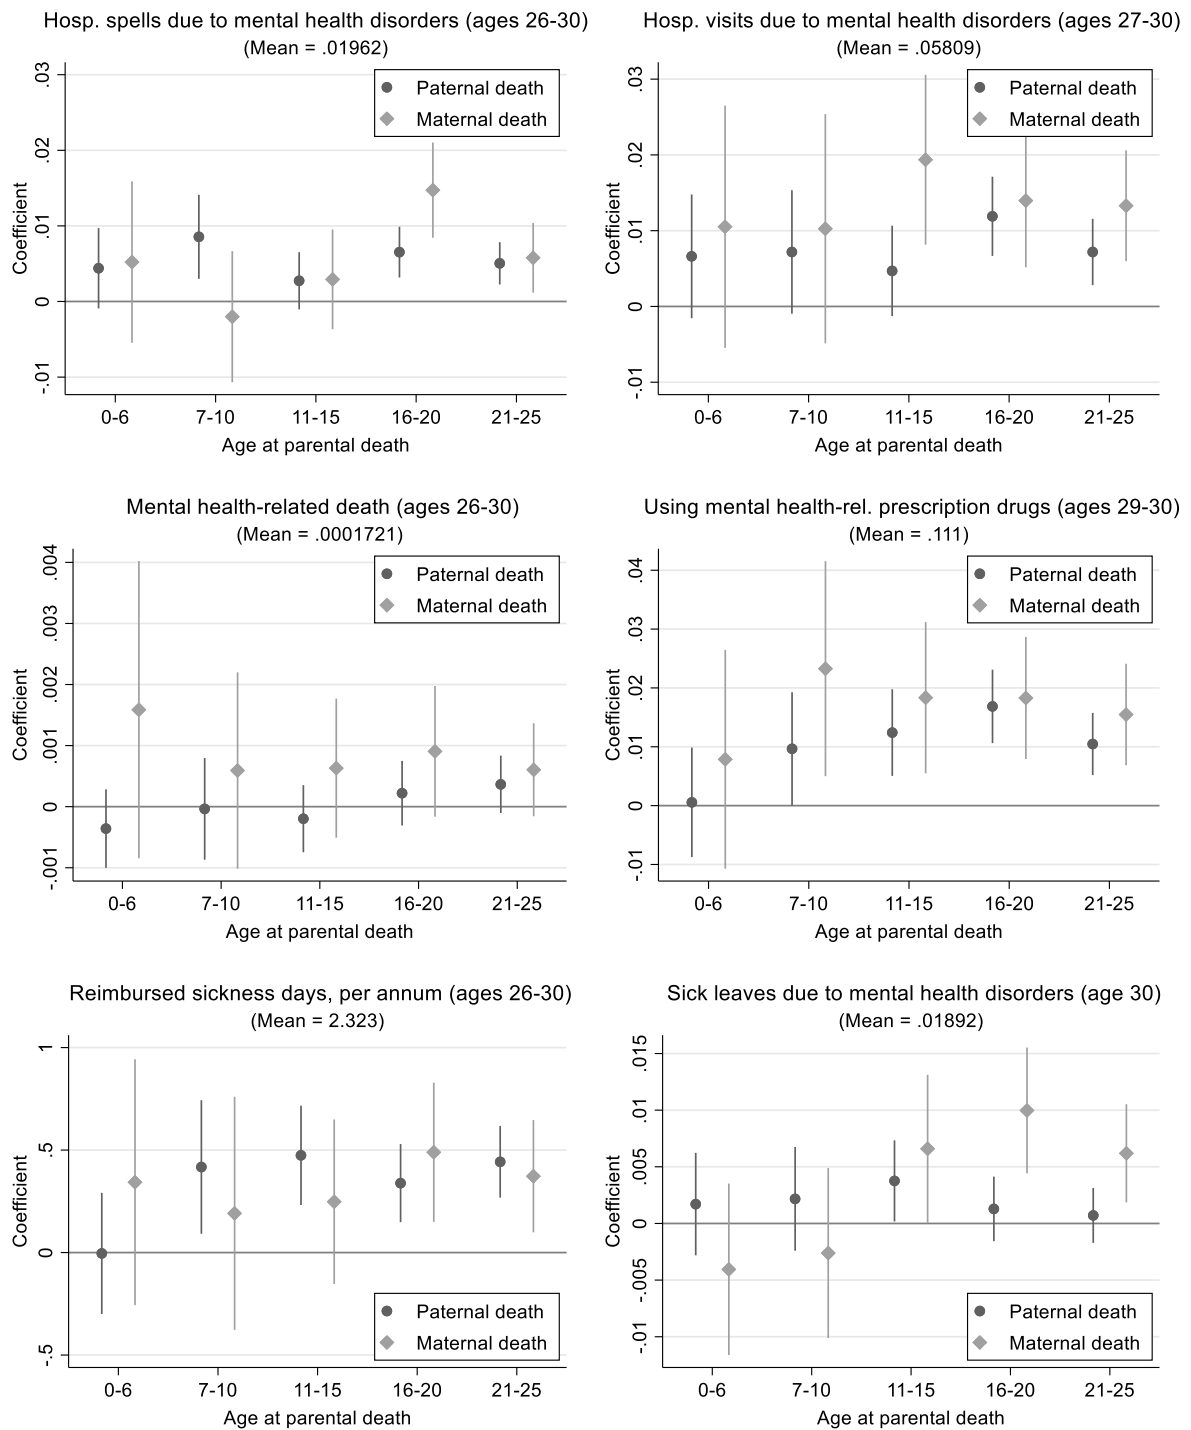 Hosp. spells due to mental health disorders (ages 26-30)
(Mean = .01962)
Paternal death
Maternal death
Coefficient
.03
.02
.01
0
-.01
0-6 7-10 11-15 16-20 21-25
Age at parental death
Hosp. visits due to mental health disorders (ages 27-30)
(Mean = .05809)
Paternal death
Maternal death
Coefficient
.03
.02
.01
0
-.01
0-6 7-10 11-15 16-20 21-25
Age at parental death
Mental health-related death (ages 26-30)
(Mean = .0001721)
Paternal death
Maternal death
Coefficient
.004
.003
.002
.001
0
-.001
0-6 7-10 11-15 16-20 21-25
Age at parental death
Using mental health-rel. prescription drugs (ages 29-30)
(Mean = .111)
Paternal death
Maternal death
Coefficient
.04
.03
.02
.01
0
-.01
0-6 7-10 11-15 16-20 21-25
Age at parental death
Reimbursed sickness days, per annum (ages 26-30)
(Mean = 2.323)
Coefficient
1
.5
0
-.5
Paternal death
Maternal death
0-6 7-10 11-15 16-20 21-25
Age at parental death
Sick leaves due to mental health disorders (age 30)
(Mean = .01892)
Coefficient
.015
.01
.005
0
-.005
-.01
Paternal death
Maternal death
0-6 7-10 11-15 16-20 21-25
Age at parental death